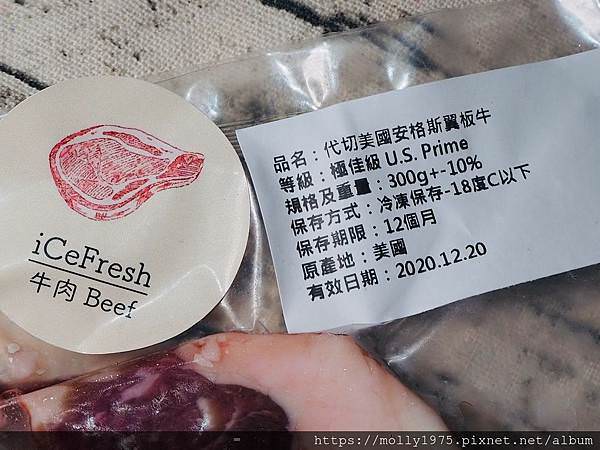 iCeFresh
牛肉 Beef
品名：代切美國安格斯翼板牛
等級：極佳級 U.S. Prime
規格及重量：300g+-10%
保存方式：冷凍保存-18度C以下
保存期限：12個月
原產地：美國
有效日期：2020.12.20
https://molly1975.pixnet.net/album